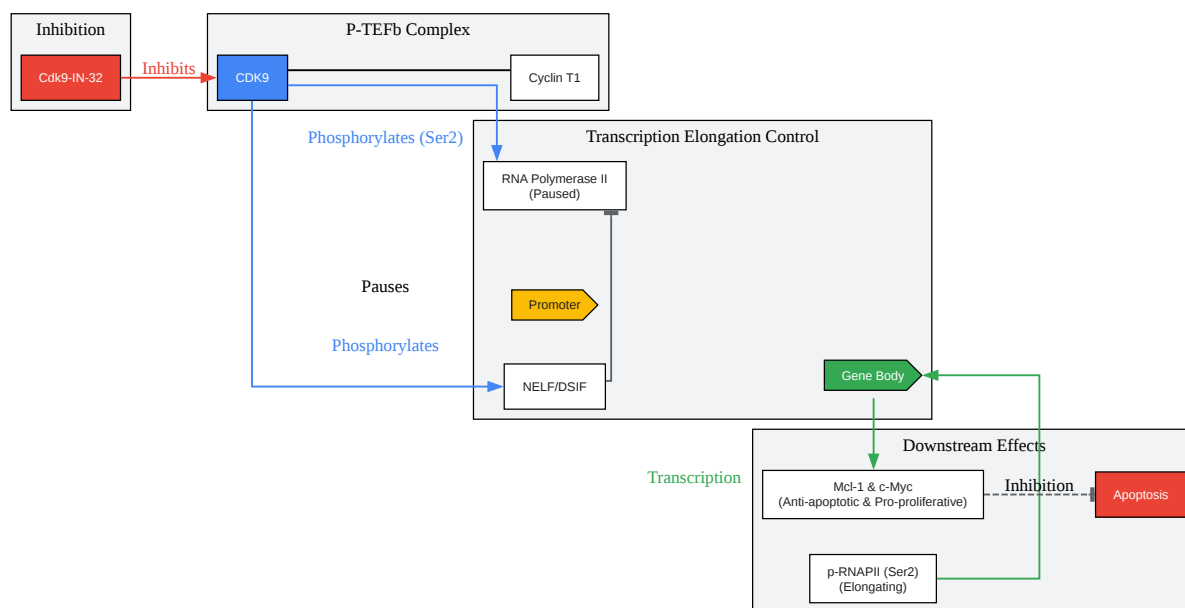 Inhibition
Cdk9-IN-32
Inhibits
P-TEFb Complex
CDK9
Cyclin T1
Phosphorylates (Ser2)
Transcription Elongation Control
RNA Polymerase II
(Paused)
Pauses
Promoter
Phosphorylates
NELF/DSIF
Gene Body
Downstream Effects
Transcription
Mcl-1 & c-Myc
(Anti-apoptotic & Pro-proliferative)
Inhibition
Apoptosis
p-RNAPII (Ser2)
(Elongating)